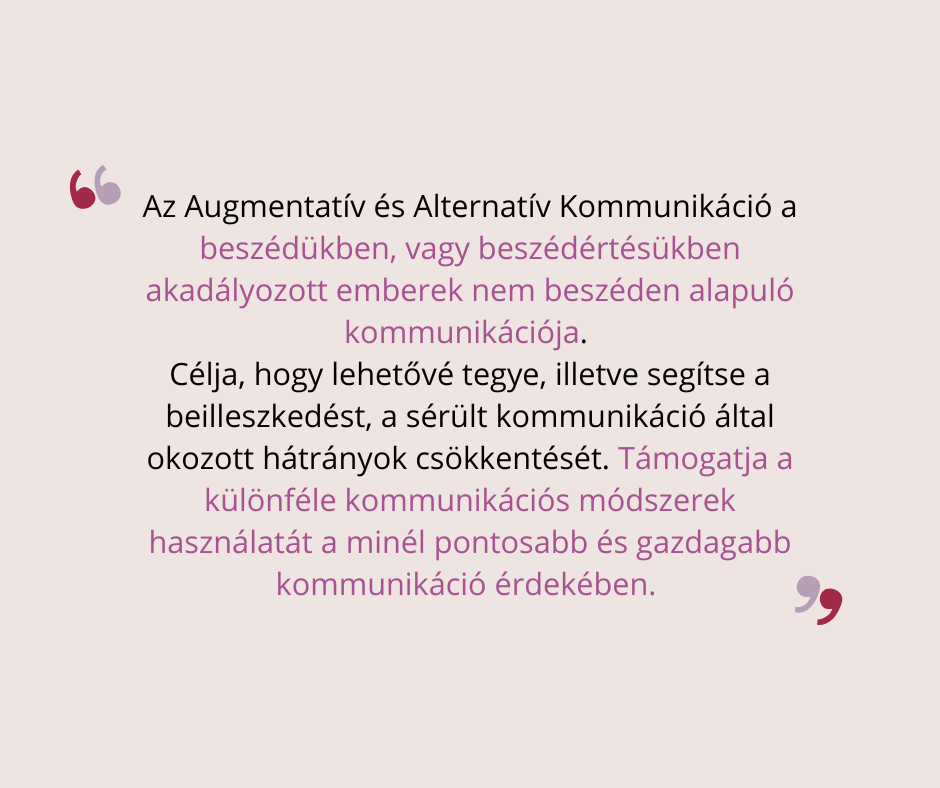 Az Augmentatív és Alternatív Kommunikáció a
beszédükben, vagy beszédértésükben
akadályozott emberek nem beszéden alapuló
kommunikációja.
Célja, hogy lehetővé tegye, illetve segítse a
beilleszkedést, a sérült kommunikáció által
okozott hátrányok csökkentését. Támogatja a
különféle kommunikációs módszerek
használatát a minél pontosabb és gazdagabb
kommunikáció érdekében.